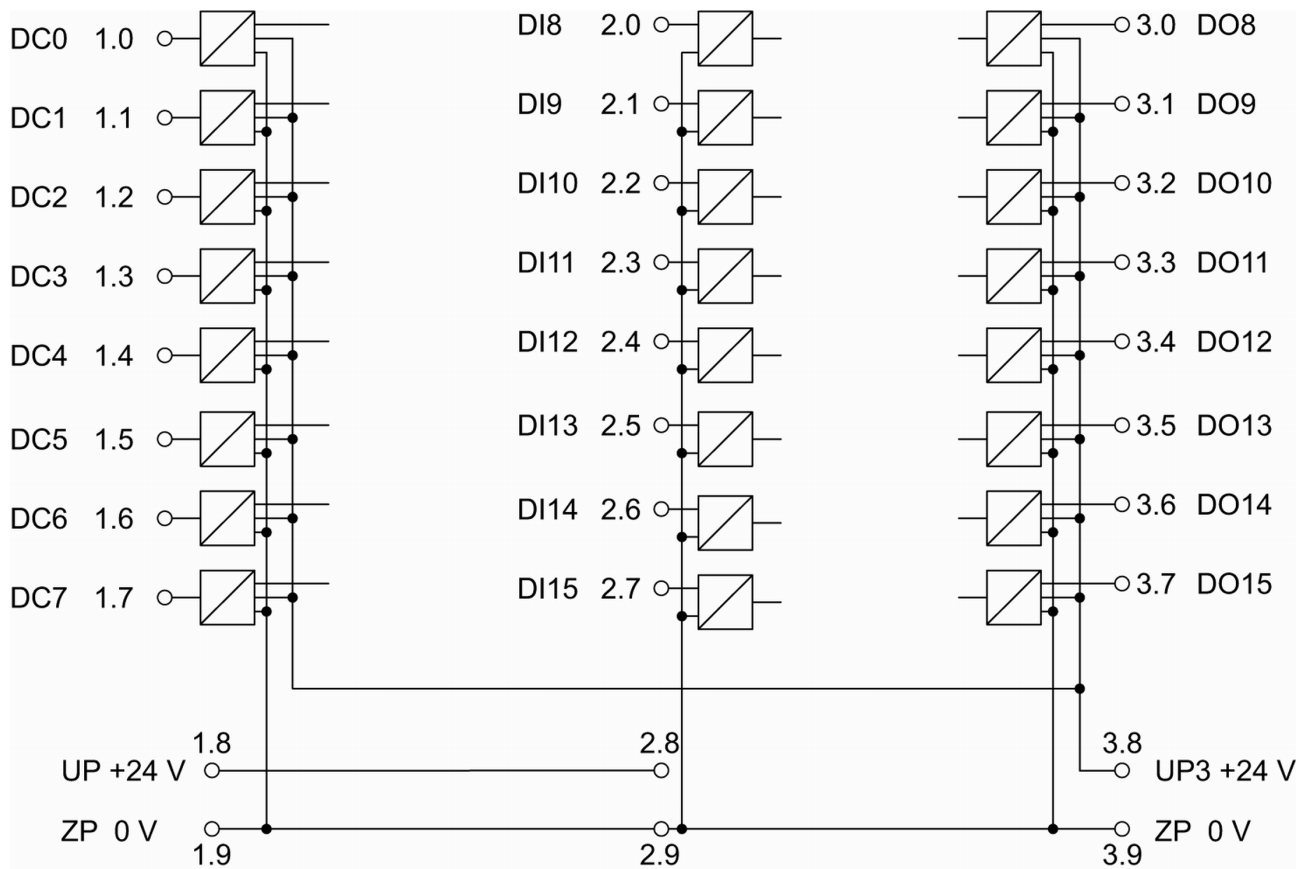 DC0 1.0 DI8 2.0 3.0 DO8
DC1 1.1 DI9 2.1 3.1 DO9
DC2 1.2 DI10 2.2 3.2 DO10
DC3 1.3 DI11 2.3 3.3 DO11
DC4 1.4 DI12 2.4 3.4 DO12
DC5 1.5 DI13 2.5 3.5 DO13
DC6 1.6 DI14 2.6 3.6 DO14
DC7 1.7 DI15 2.7 3.7 DO15
1.8 2.8 3.8
UP +24 V UP3 +24 V
ZP 0 V ZP 0 V
1.9 2.9 3.9